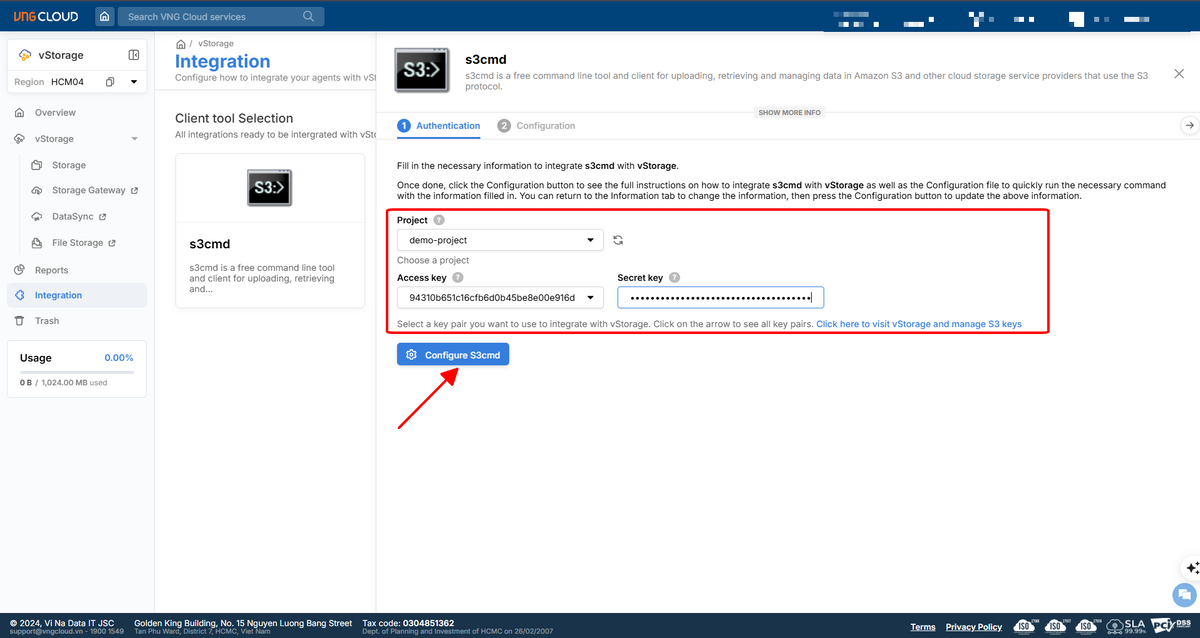 VNGCLOUD
Search VNG Cloud services
vStorage
Region HCM04
Overview
vStorage
Storage
Storage Gateway
DataSync
File Storage
Reports
Integration
Trash
Usage 0.00%
0 B / 1,024.00 MB used
/ vStorage
Integration
Configure how to integrate your agents with vSt
Client tool Selection
All integrations ready to be intergrated with vSto
S3:>
s3cmd
s3cmd is a free command line tool
and client for uploading, retrieving
and...
S3:>
s3cmd
s3cmd is a free command line tool and client for uploading, retrieving and managing data in Amazon S3 and other cloud storage service providers that use the S3
protocol.
SHOW MORE INFO
1 Authentication 2 Configuration
Fill in the necessary information to integrate s3cmd with vStorage.
Once done, click the Configuration button to see the full instructions on how to integrate s3cmd with vStorage as well as the Configuration file to quickly run the necessary command
with the information filled in. You can return to the Information tab to change the information, then press the Configuration button to update the above information.
Project ?
demo-project
Choose a project
Access key ? Secret key ?
94310b651c16cfb6d0b45be8e00e916d ••••••••••••••••••••••••••••••••••••
Select a key pair you want to use to integrate with vStorage. Click on the arrow to see all key pairs. Click here to visit vStorage and manage S3 keys
Configure S3cmd
© 2024, Vi Na Data IT JSC Golden King Building, No. 15 Nguyen Luong Bang Street Tax code: 0304851362
support@vngcloud.vn - 1900 1549 Tan Phu Ward, District 7, HCMC, Viet Nam Dept. of Planning and Investment of HCMC on 26/02/2007
Terms Privacy Policy ISO ISO ISO SLA 99.99% PCI DSS